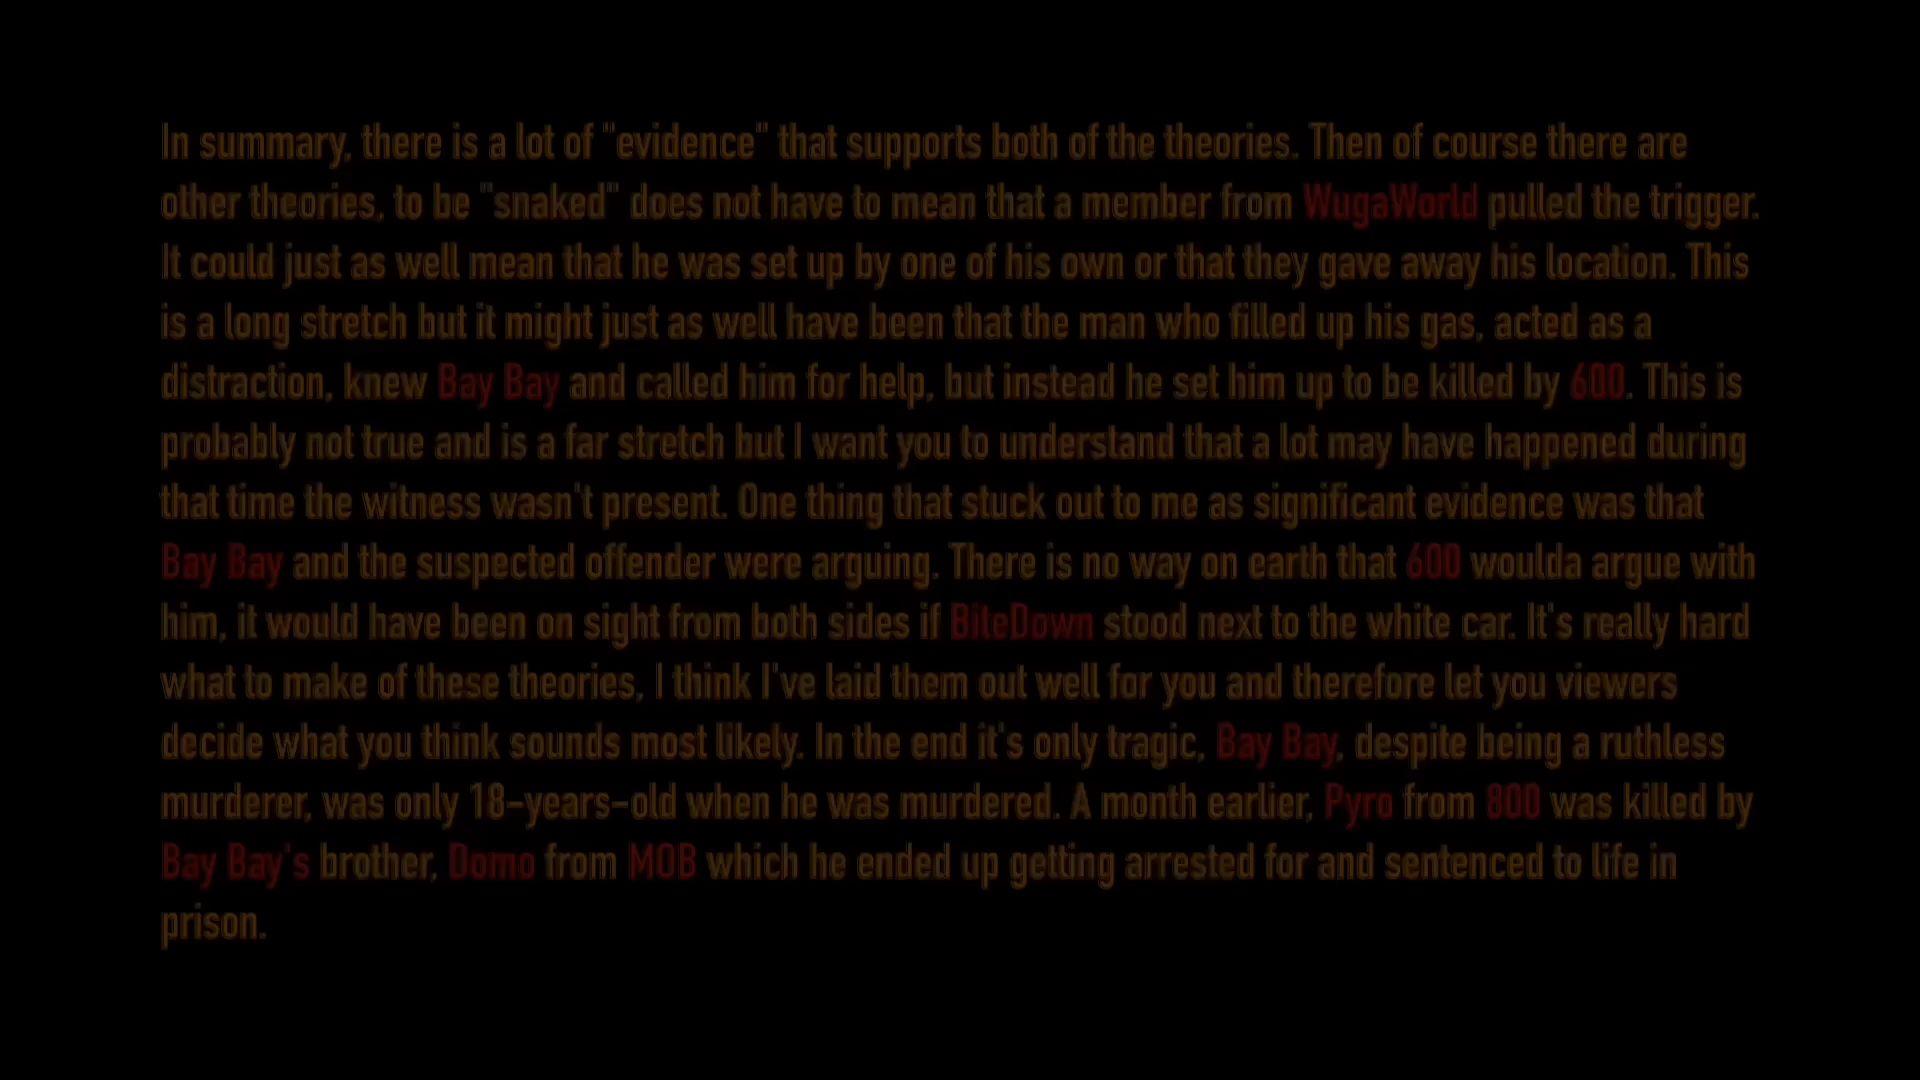 In summary, there is a lot of "evidence" that supports both of the theories. Then of course there are
other theories, to be "snaked" does not have to mean that a member from WugaWorld pulled the trigger.
It could just as well mean that he was set up by one of his own or that they gave away his location. This
is a long stretch but it might just as well have been that the man who filled up his gas, acted as a
distraction, knew Bay Bay and called him for help, but instead he set him up to be killed by 600. This is
probably not true and is a far stretch but I want you to understand that a lot may have happened during
that time the witness wasn't present. One thing that stuck out to me as significant evidence was that
Bay Bay and the suspected offender were arguing. There is no way on earth that 600 woulda argue with
him, it would have been on sight from both sides if BiteDown stood next to the white car. It's really hard
what to make of these theories, I think I've laid them out well for you and therefore let you viewers
decide what you think sounds most likely. In the end it's only tragic, Bay Bay, despite being a ruthless
murderer, was only 18-years-old when he was murdered. A month earlier, Pyro from 800 was killed by
Bay Bay's brother, Domo from MOB which he ended up getting arrested for and sentenced to life in
prison.